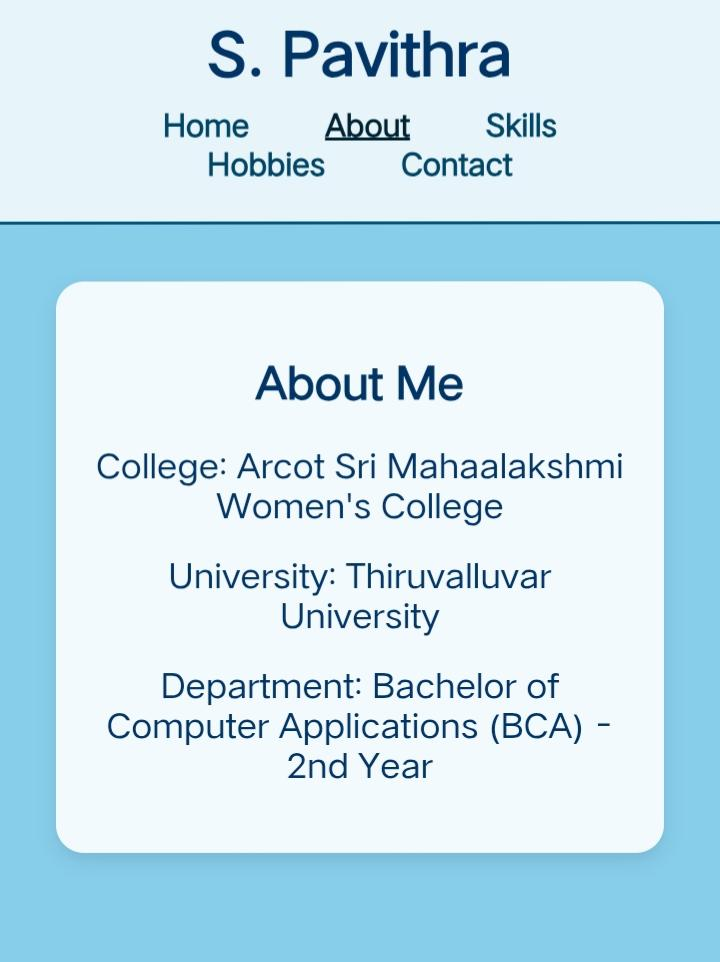 S. Pavithra
Home About Skills
Hobbies Contact
About Me
College: Arcot Sri Mahaalakshmi
Women's College
University: Thiruvalluvar
University
Department: Bachelor of
Computer Applications (BCA) -
2nd Year